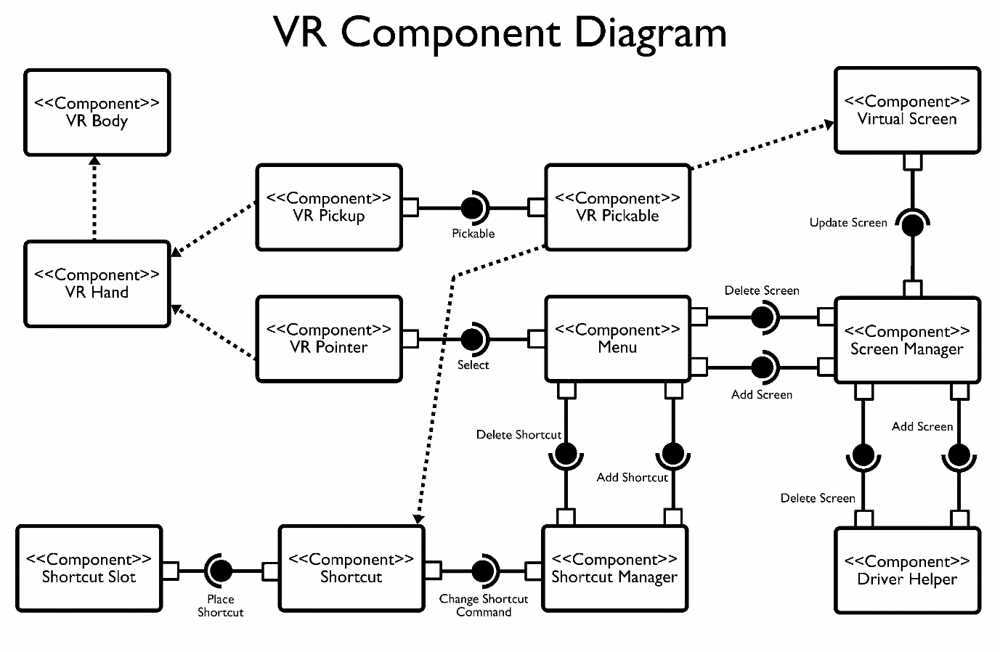 VR Component Diagram
<<Component>>
VR Body
<<Component>>
Virtual Screen
<<Component>>
VR Pickup
Pickable
<<Component>>
VR Pickable
Update Screen
<<Component>>
VR Hand
<<Component>>
VR Pointer
Select
<<Component>>
Menu
Delete Screen
Add Screen
<<Component>>
Screen Manager
Delete Shortcut
Add Shortcut
Add Screen
Delete Screen
<<Component>>
Shortcut Slot
Place
Shortcut
<<Component>>
Shortcut
Change Shortcut
Command
<<Component>>
Shortcut Manager
<<Component>>
Driver Helper